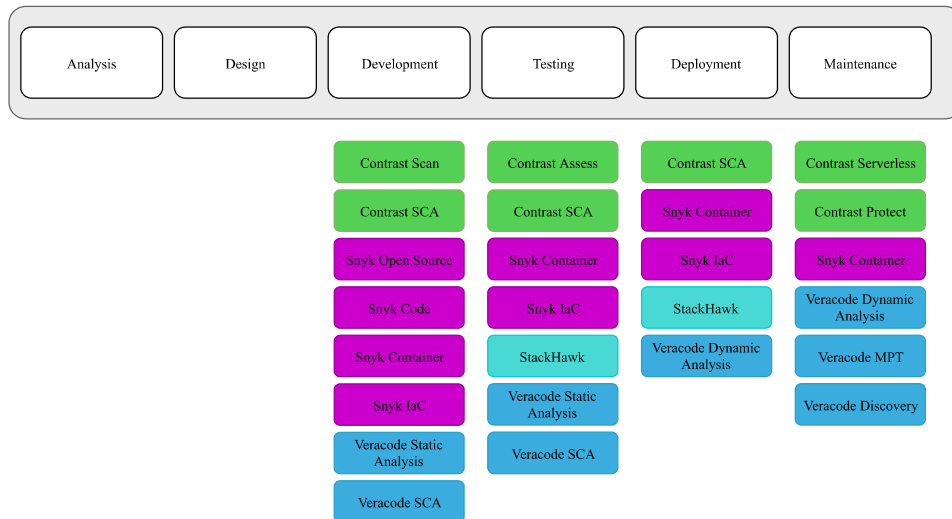 Analysis
Design
Development
Testing
Deployment
Maintenance
Contrast Scan
Contrast SCA
Snyk Open Source
Snyk Code
Snyk Container
Snyk IaC
Veracode Static
Analysis
Veracode SCA
Contrast Assess
Contrast SCA
Snyk Container
Snyk IaC
StackHawk
Veracode Static
Analysis
Veracode SCA
Contrast SCA
Snyk Container
Snyk IaC
StackHawk
Veracode Dynamic
Analysis
Contrast Serverless
Contrast Protect
Snyk Container
Veracode Dynamic
Analysis
Veracode MPT
Veracode Discovery